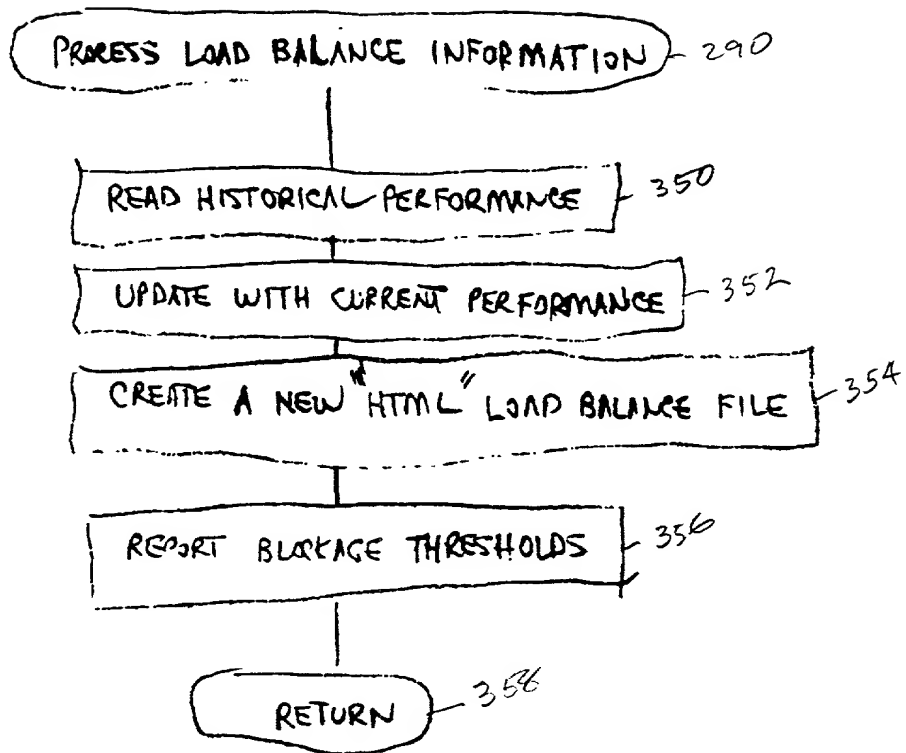 PROCESS LOAD BALANCE INFORMATION 290
READ HISTORICAL PERFORMANCE 350
UPDATE WITH CURRENT PERFORMANCE 352
CREATE A NEW "HTML" LOAD BALANCE FILE 354
REPORT BLOCKAGE THRESHOLDS 356
RETURN 358